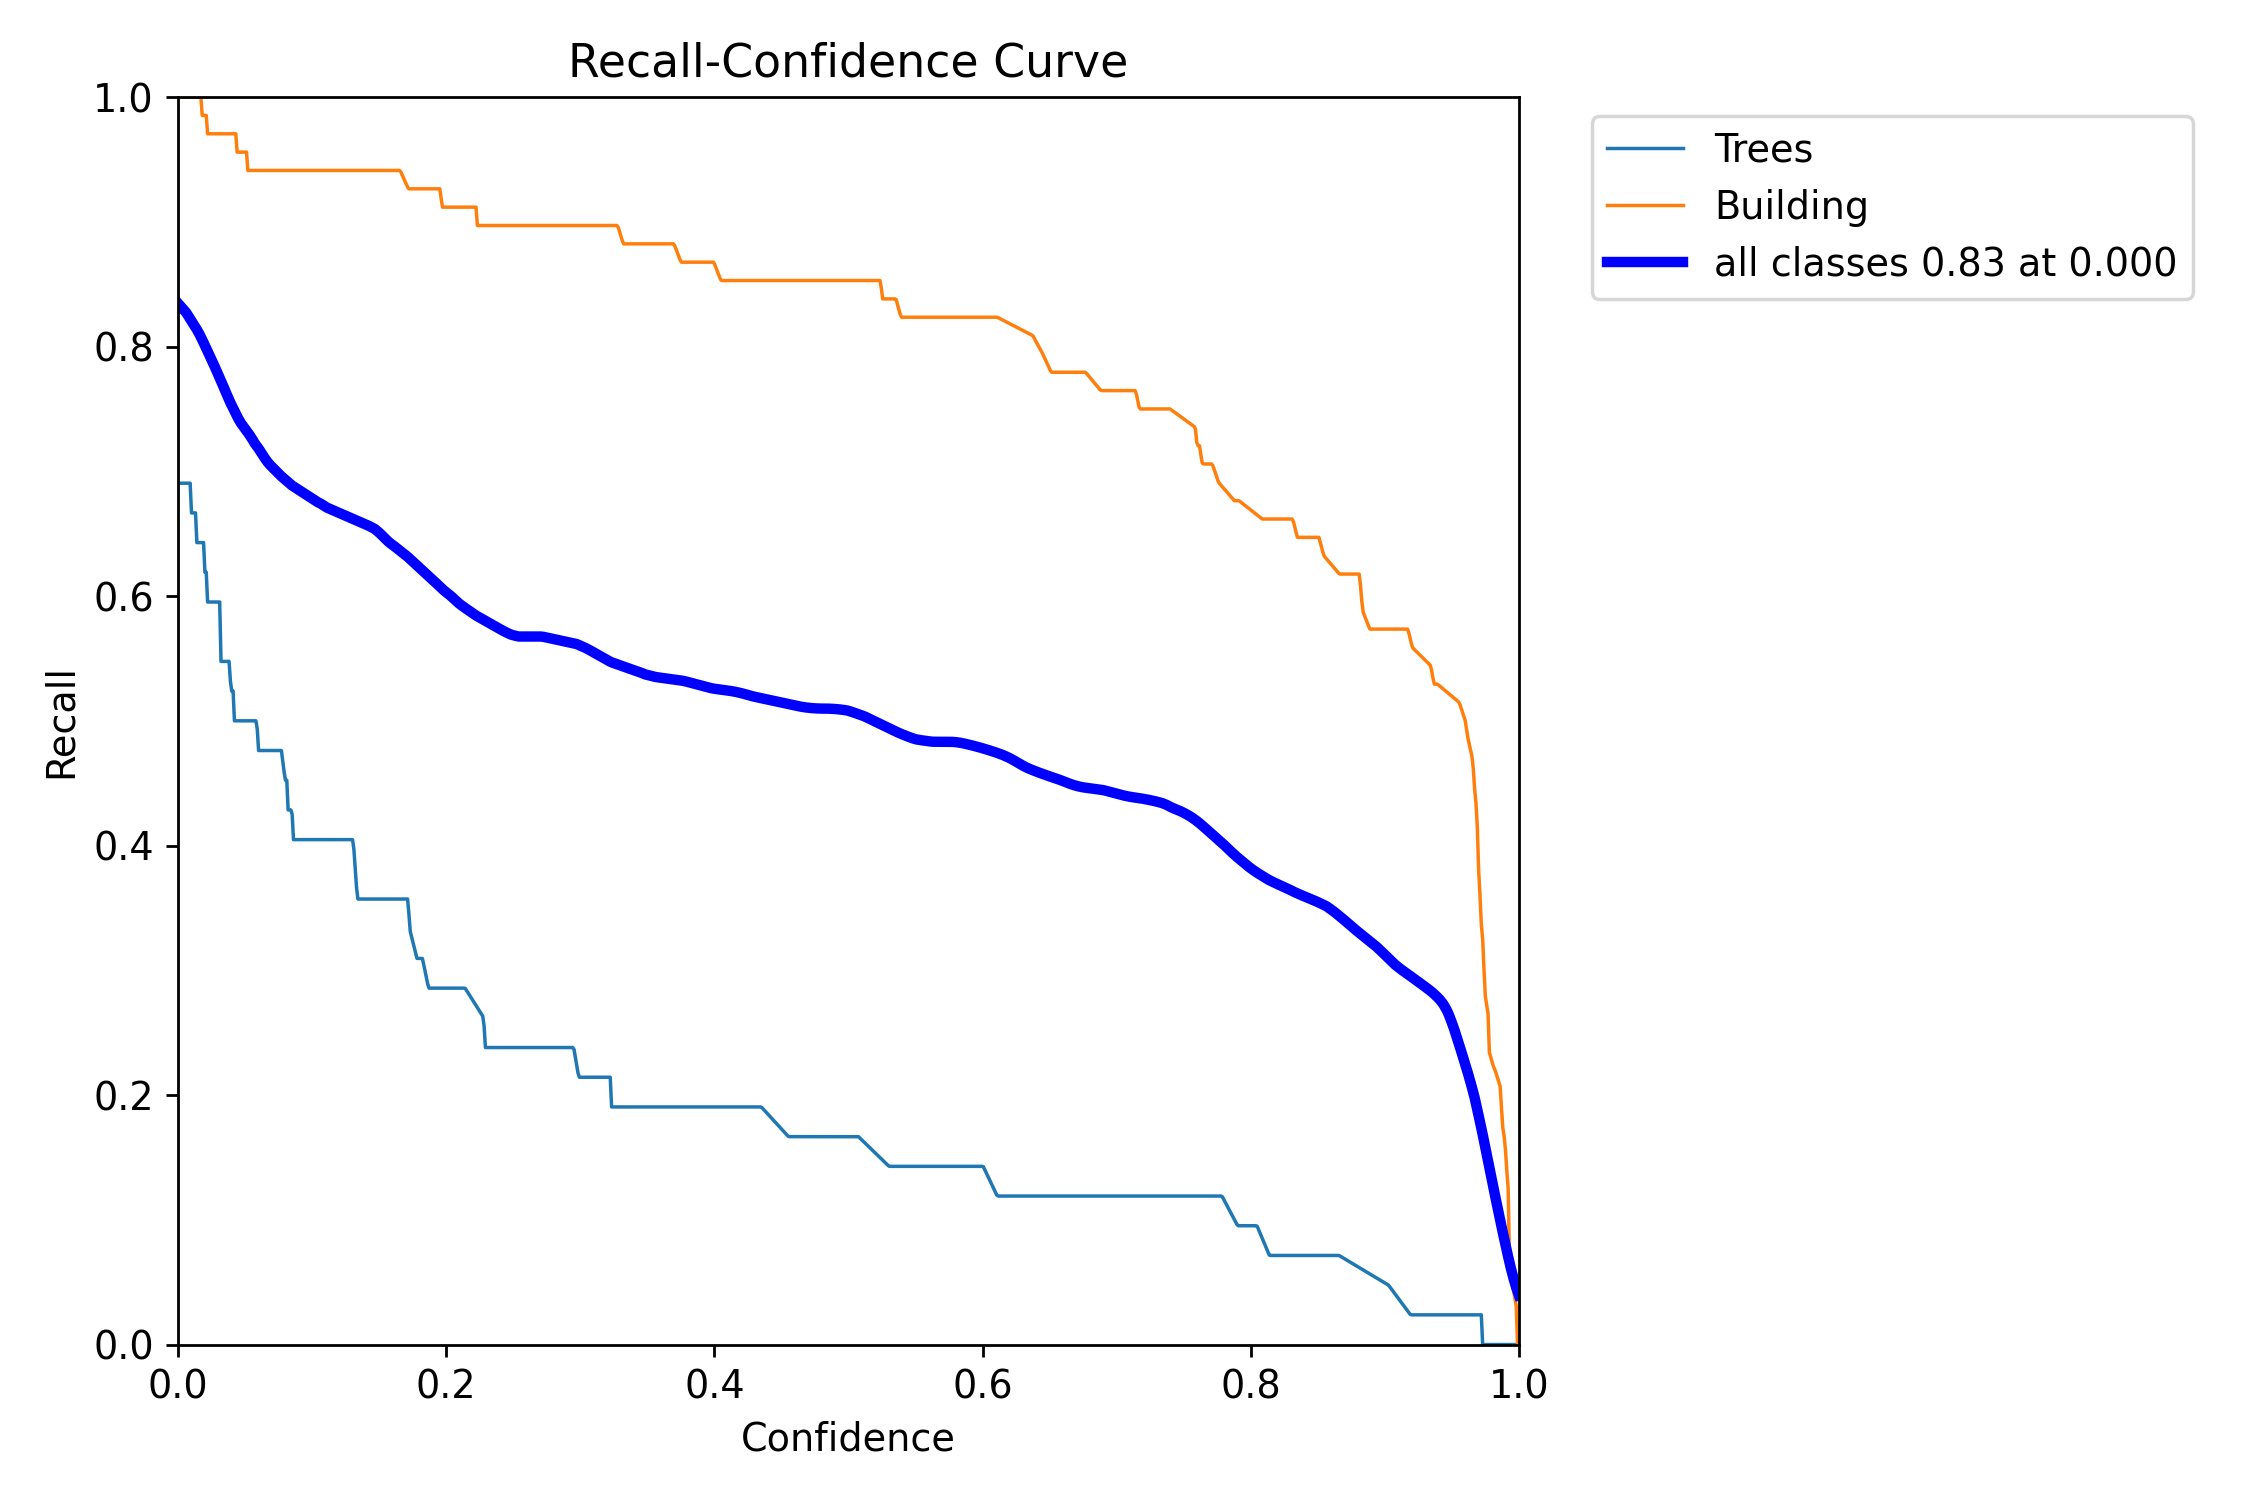 Recall-Confidence Curve
Trees
Building
all classes 0.83 at 0.000
1.0
0.8
0.6
0.4
0.2
0.0
Recall
0.0 0.2 0.4 0.6 0.8 1.0
Confidence